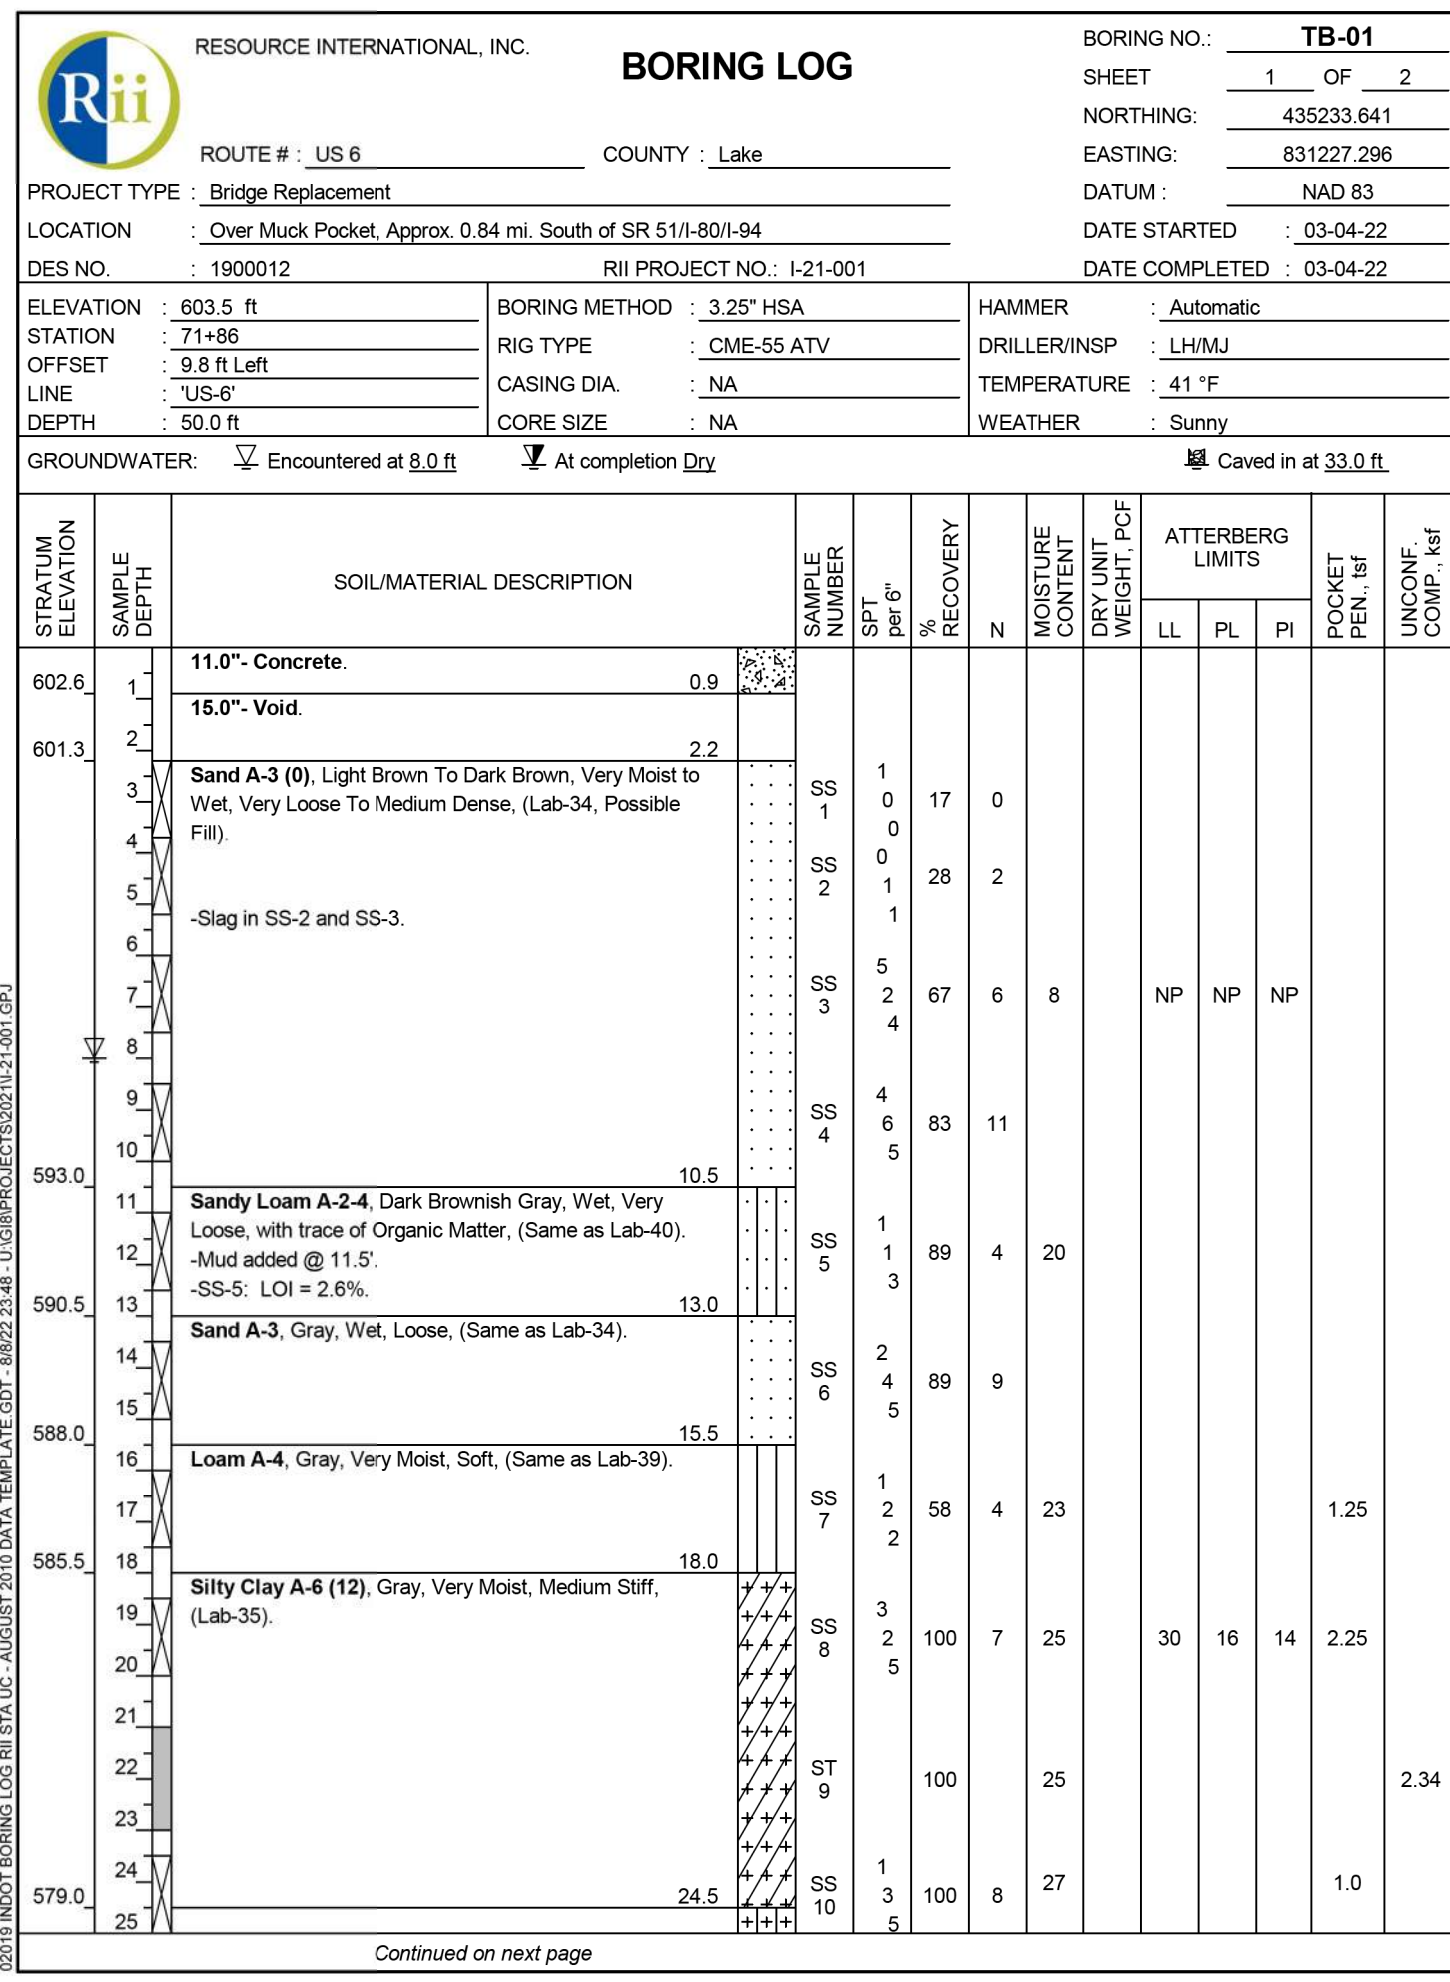 Rii
RESOURCE INTERNATIONAL, INC.
BORING LOG
BORING NO.: TB-01
SHEET 1 OF 2
NORTHING: 435233.641
ROUTE # : US 6 COUNTY : Lake EASTING: 831227.296
PROJECT TYPE : Bridge Replacement DATUM : NAD 83
LOCATION : Over Muck Pocket, Approx. 0.84 mi. South of SR 51/I-80/I-94 DATE STARTED : 03-04-22
DES NO. : 1900012 RII PROJECT NO.: I-21-001 DATE COMPLETED : 03-04-22
ELEVATION : 603.5 ft
STATION : 71+86
OFFSET : 9.8 ft Left
LINE : 'US-6'
DEPTH : 50.0 ft
BORING METHOD : 3.25" HSA
RIG TYPE : CME-55 ATV
CASING DIA. : NA
CORE SIZE : NA
HAMMER : Automatic
DRILLER/INSP : LH/MJ
TEMPERATURE : 41 °F
WEATHER : Sunny
GROUNDWATER: Encountered at 8.0 ft At completion Dry Caved in at 33.0 ft
STRATUM ELEVATION
SAMPLE DEPTH
SOIL/MATERIAL DESCRIPTION
SAMPLE NUMBER
SPT per 6"
% RECOVERY
N
MOISTURE CONTENT
DRY UNIT WEIGHT, PCF
ATTERBERG LIMITS
LL PL PI
POCKET PEN., tsf
UNCONF. COMP., ksf
11.0"- Concrete.
602.6 1 0.9
15.0"- Void.
2
601.3 2.2
Sand A-3 (0), Light Brown To Dark Brown, Very Moist to
Wet, Very Loose To Medium Dense, (Lab-34, Possible
Fill).
3 SS 1 1 0 0 17 0
4
SS 2 0 1 1 28 2
5
-Slag in SS-2 and SS-3.
6
7 SS 3 5 2 4 67 6 8 NP NP NP
8
9
SS 4 4 6 5 83 11
10
593.0 10.5
11 Sandy Loam A-2-4, Dark Brownish Gray, Wet, Very
Loose, with trace of Organic Matter, (Same as Lab-40).
12 -Mud added @ 11.5'. SS 5 1 1 3 89 4 20
-SS-5: LOI = 2.6%.
590.5 13 13.0
Sand A-3, Gray, Wet, Loose, (Same as Lab-34).
14
SS 6 2 4 5 89 9
15
588.0 15.5
16 Loam A-4, Gray, Very Moist, Soft, (Same as Lab-39).
17 SS 7 1 2 2 58 4 23 1.25
585.5 18 18.0
Silty Clay A-6 (12), Gray, Very Moist, Medium Stiff,
19 (Lab-35).
SS 8 3 2 5 100 7 25 30 16 14 2.25
20
21
22 ST 9 100 25 2.34
23
24
579.0 24.5 SS 10 1 3 5 100 8 27 1.0
25
Continued on next page
02019 INDOT BORING LOG RII STA UC - AUGUST 2010 DATA TEMPLATE.GDT - 8/8/22 23:48 - U:\GI8\PROJECTS\2021\I-21-001.GPJ